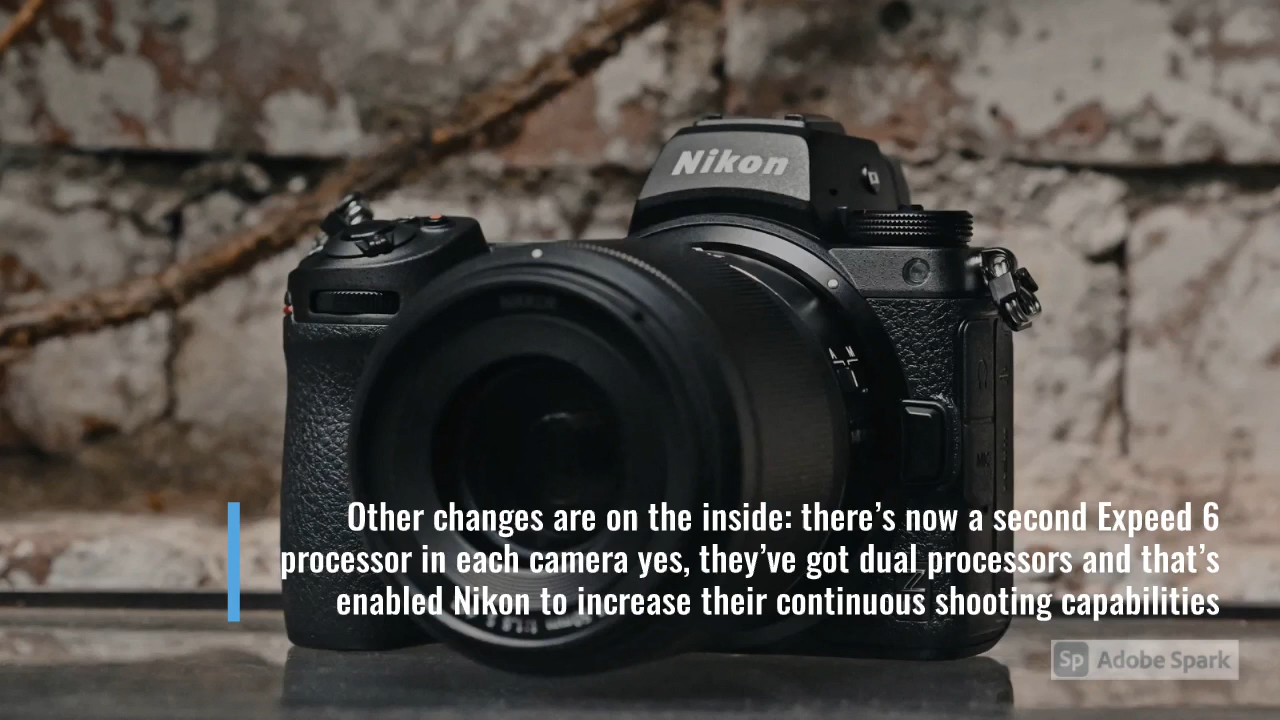 Nikon
A M
Other changes are on the inside: there’s now a second Expeed 6
processor in each camera yes, they’ve got dual processors and that’s
enabled Nikon to increase their continuous shooting capabilities
Sp Adobe Spark